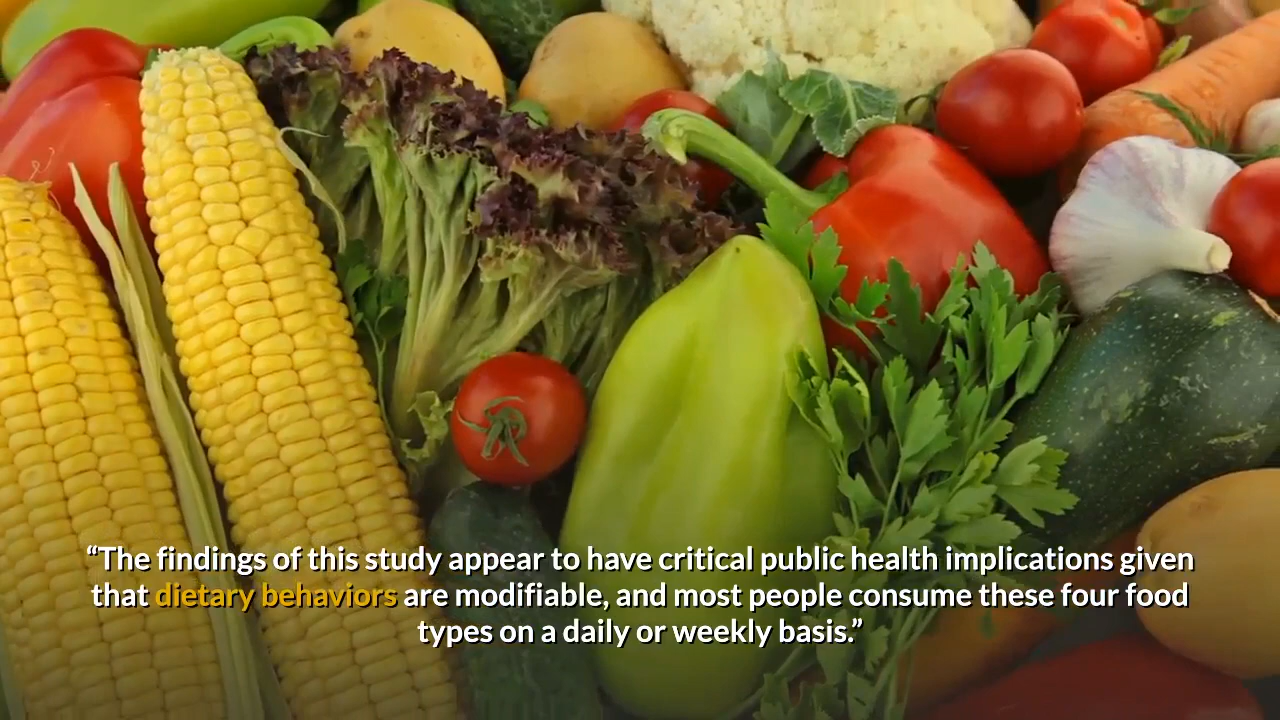 “The findings of this study appear to have critical public health implications given
that dietary behaviors are modifiable, and most people consume these four food
types on a daily or weekly basis.”